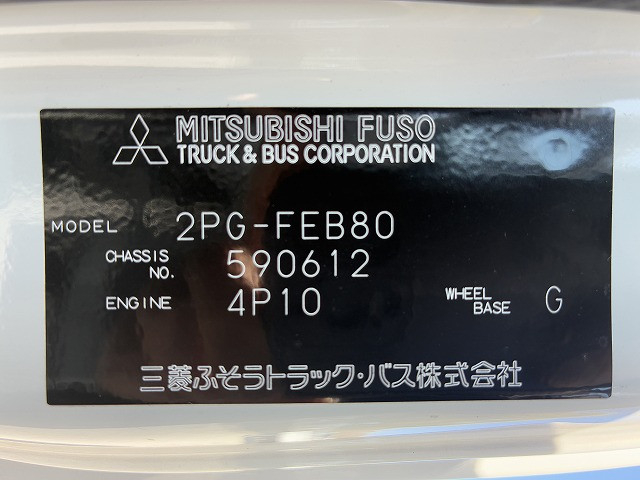 MITSUBISHI FUSO
TRUCK & BUS CORPORATION
MODEL 2PG-FEB80
CHASSIS NO. 590612
ENGINE 4P10 WHEEL BASE G
三菱ふそうトラック・バス株式会社